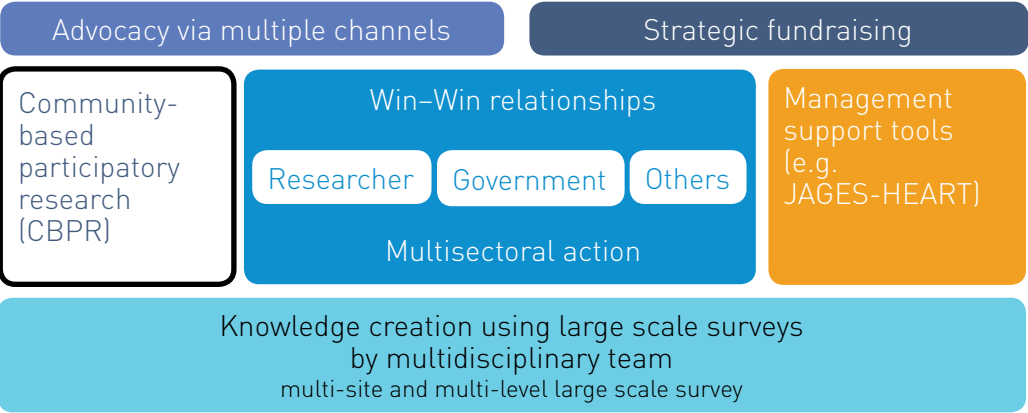 Advocacy via multiple channels
Strategic fundraising
Community-
based
participatory
research
(CBPR)
Win–Win relationships
Researcher
Government
Others
Multisectoral action
Management
support tools
(e.g.
JAGES-HEART)
Knowledge creation using large scale surveys
by multidisciplinary team
multi-site and multi-level large scale survey